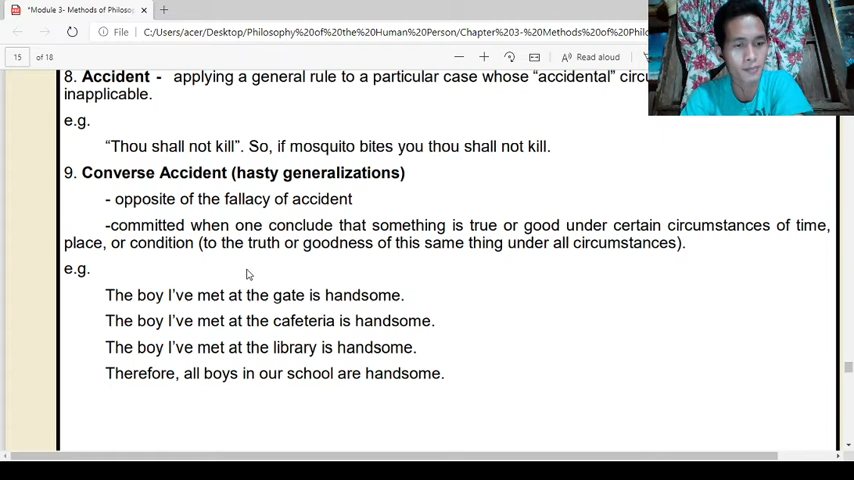 *Module 3- Methods of Philosop
File C:/Users/acer/Desktop/Philosophy%20of%20the%20Human%20Person/Chapter%203-%20Methods%20of%20Phil
15 of 18 Read aloud
8. Accident - applying a general rule to a particular case whose “accidental”
inapplicable.
e.g.
“Thou shall not kill”. So, if mosquito bites you thou shall not kill.
9. Converse Accident (hasty generalizations)
- opposite of the fallacy of accident
-committed when one conclude that something is true or good under certain circumstances of time,
place, or condition (to the truth or goodness of this same thing under all circumstances).
e.g.
The boy I’ve met at the gate is handsome.
The boy I’ve met at the cafeteria is handsome.
The boy I’ve met at the library is handsome.
Therefore, all boys in our school are handsome.